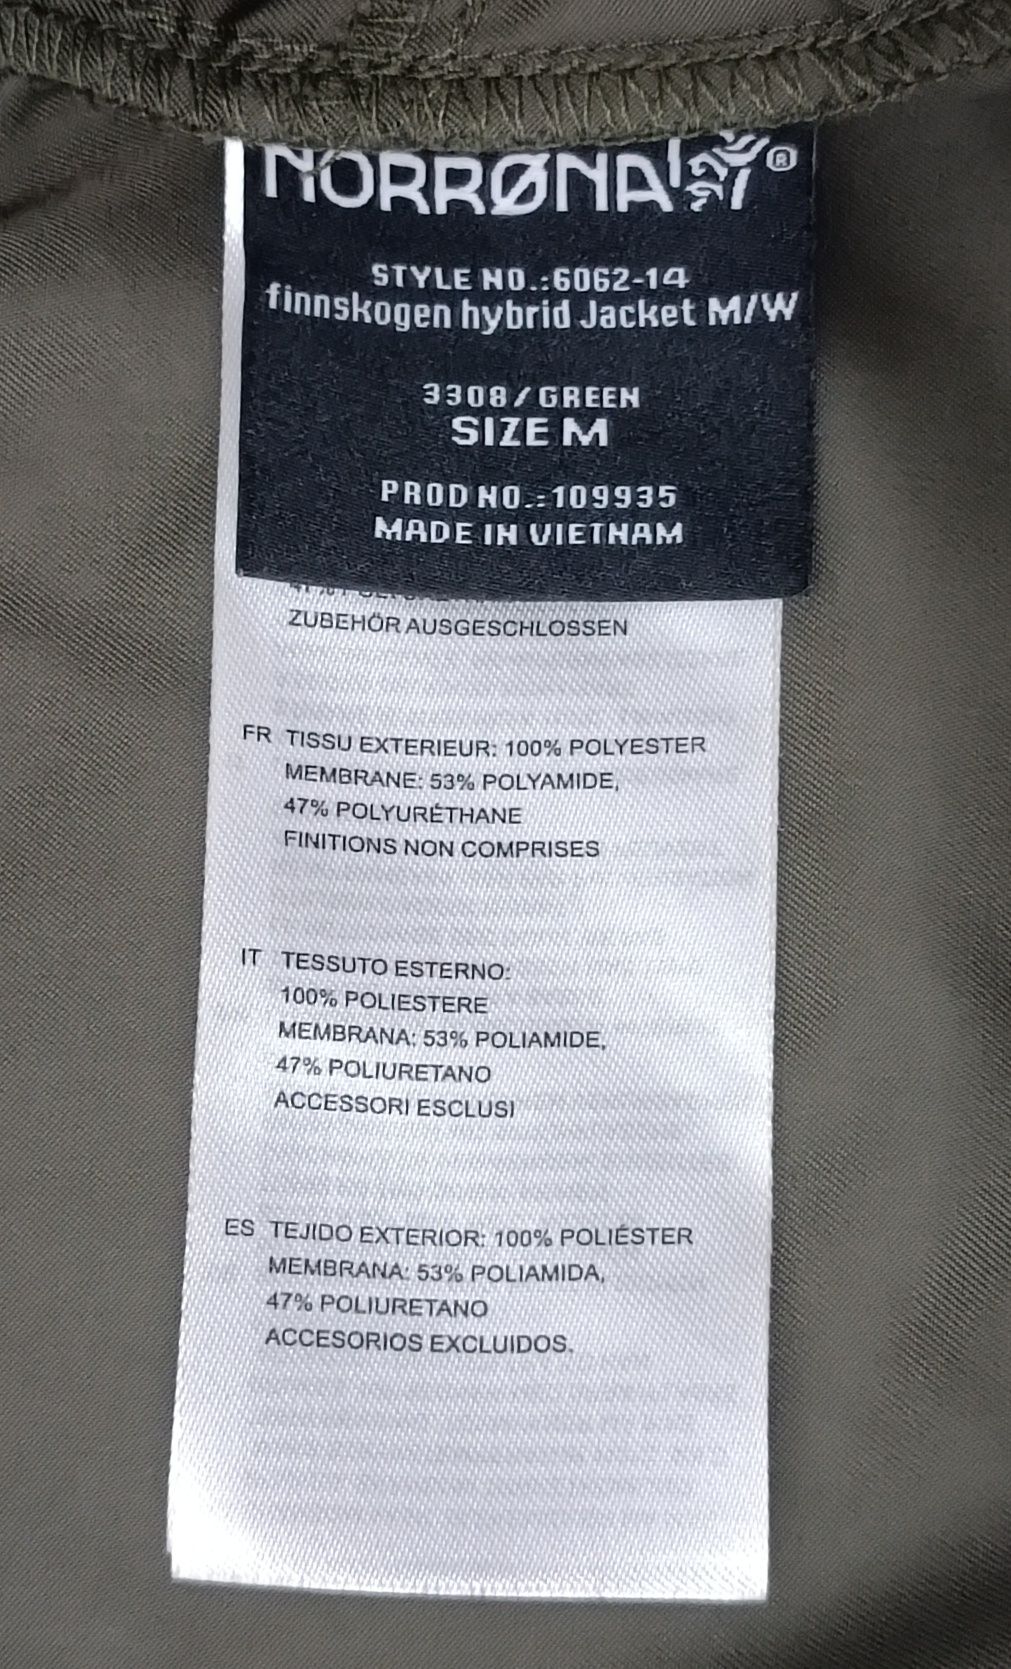 NORRØNA ®
STYLE NO.:6062-14
finnskogen hybrid Jacket M/W
3308/GREEN
SIZE M
PROD NO.:109935
MADE IN VIETNAM
ZUBEHÖR AUSGESCHLOSSEN
FR TISSU EXTERIEUR: 100% POLYESTER
MEMBRANE: 53% POLYAMIDE,
47% POLYURÉTHANE
FINITIONS NON COMPRISES
IT TESSUTO ESTERNO:
100% POLIESTERE
MEMBRANA: 53% POLIAMIDE,
47% POLIURETANO
ACCESSORI ESCLUSI
ES TEJIDO EXTERIOR: 100% POLIÉSTER
MEMBRANA: 53% POLIAMIDA,
47% POLIURETANO
ACCESORIOS EXCLUIDOS.